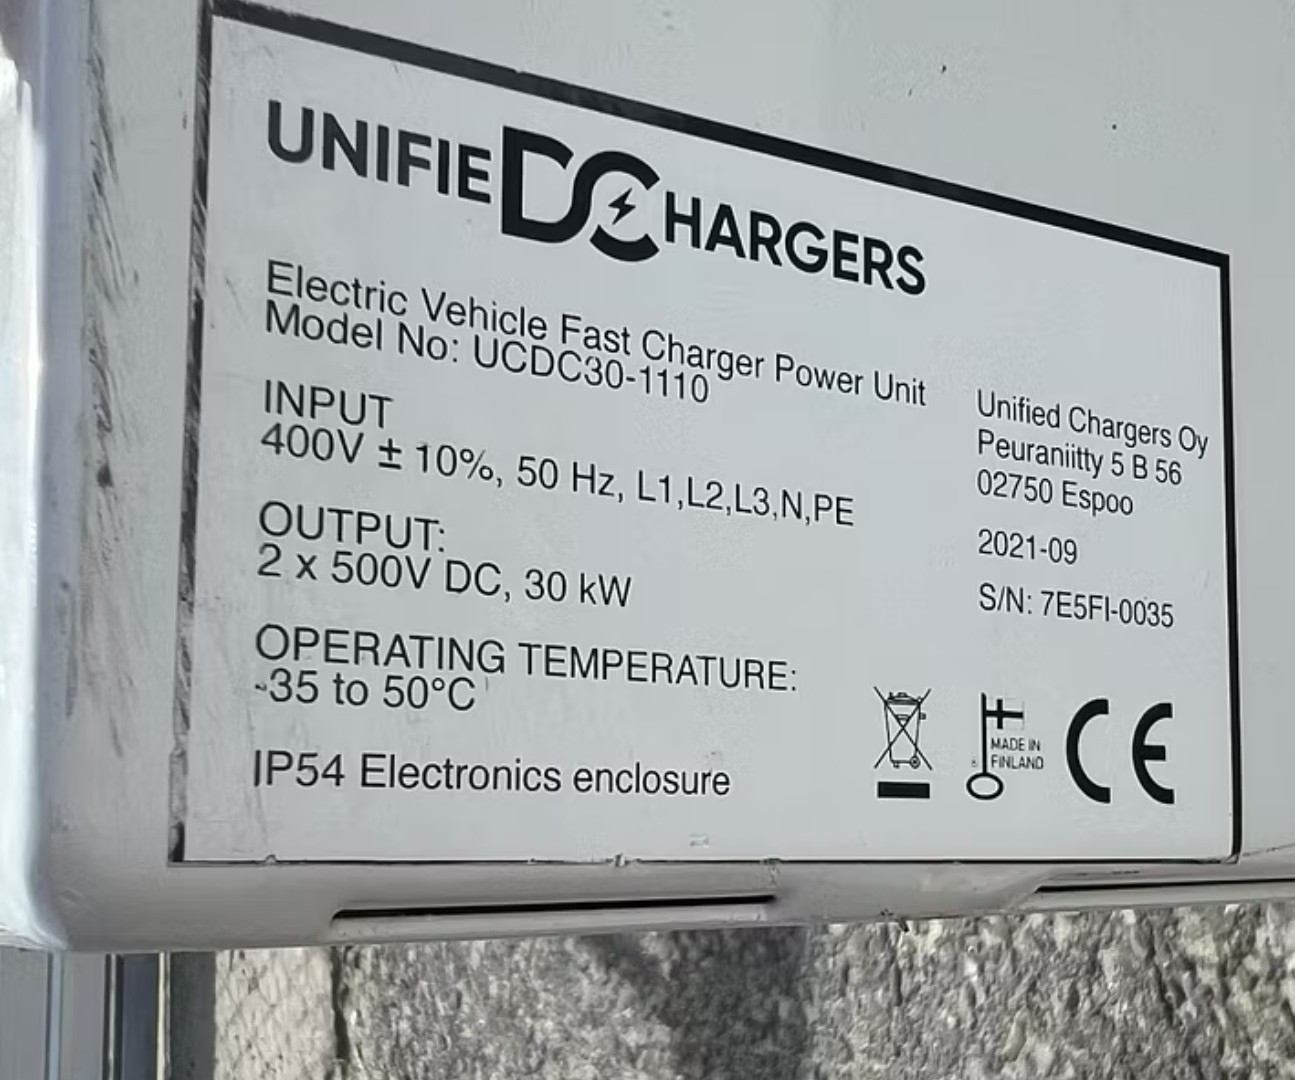 UNIFIEDCHARGERS
Electric Vehicle Fast Charger Power Unit
Model No: UCDC30-1110
INPUT
400V ± 10%, 50 Hz, L1,L2,L3,N,PE
OUTPUT:
2 x 500V DC, 30 kW
OPERATING TEMPERATURE:
-35 to 50°C
IP54 Electronics enclosure
Unified Chargers Oy
Peuraniitty 5 B 56
02750 Espoo
2021-09
S/N: 7E5FI-0035
MADE IN
FINLAND
CE